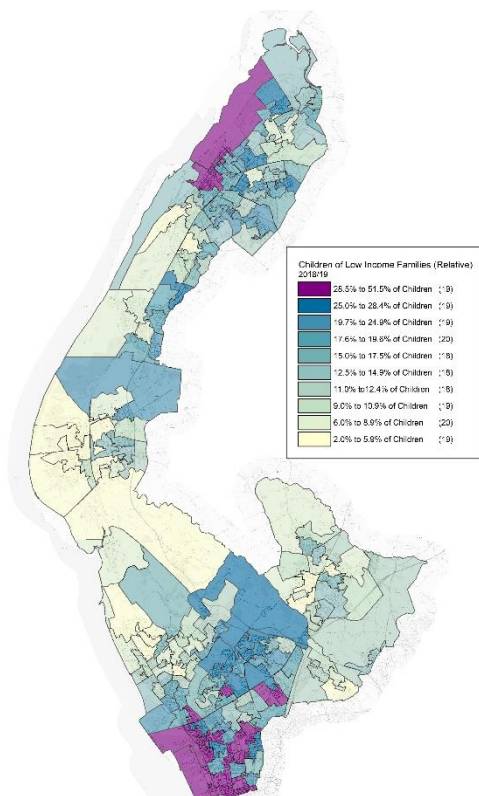 Children of Low Income Families (Relative)
2018/19
28.5% to 51.5% of Children (19)
25.0% to 28.4% of Children (19)
19.7% to 24.9% of Children (19)
17.6% to 19.6% of Children (20)
15.0% to 17.5% of Children (18)
12.5% to 14.9% of Children (18)
11.0% to 12.4% of Children (18)
9.0% to 10.9% of Children (19)
6.0% to 8.9% of Children (20)
2.0% to 5.9% of Children (19)